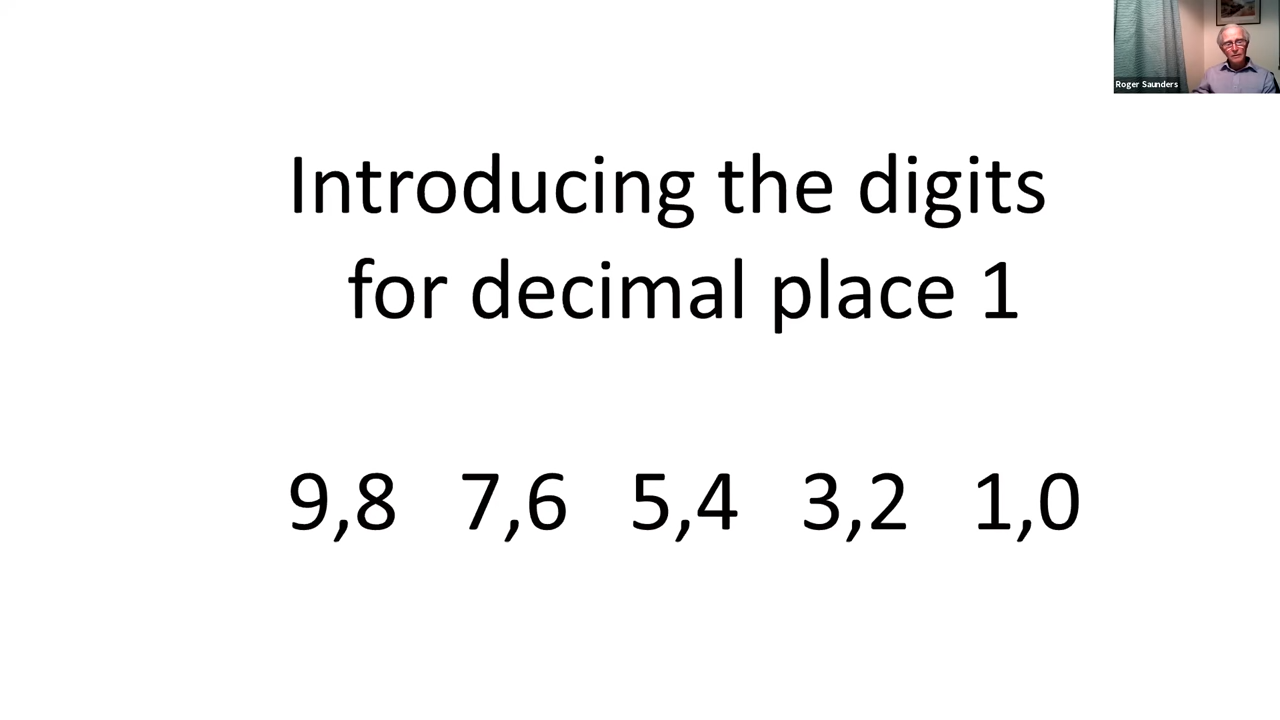 Roger Saunders
Introducing the digits
for decimal place 1
9,8 7,6 5,4 3,2 1,0